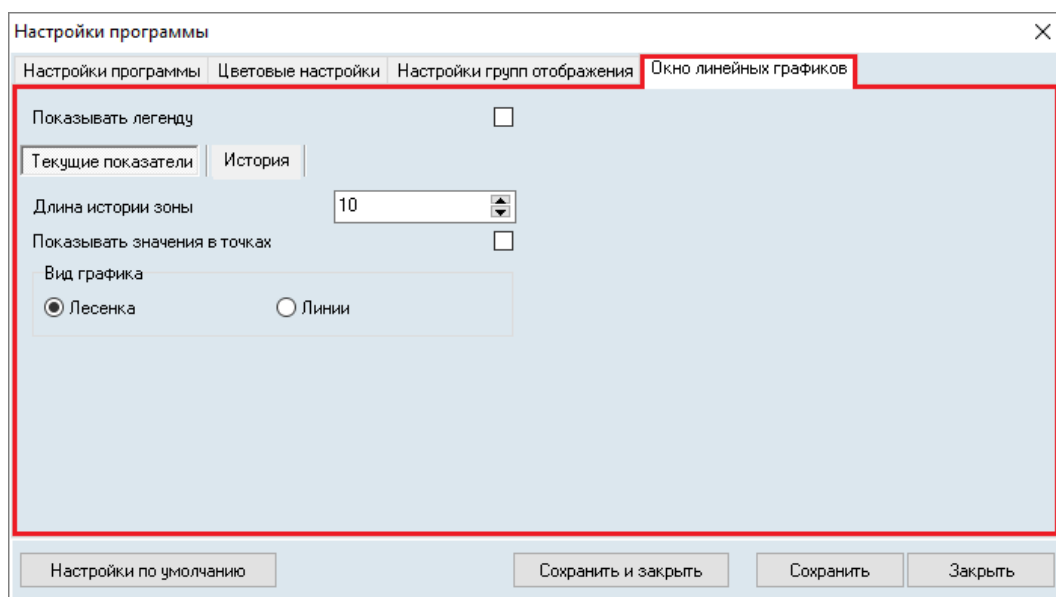 Настройки программы
Настройки программы Цветовые настройки Настройки групп отображения Окно линейных графиков
Показывать легенду
Текущие показатели История
Длина истории зоны 10
Показывать значения в точках
Вид графика
Лесенка Линии
Настройки по умолчанию Сохранить и закрыть Сохранить Закрыть